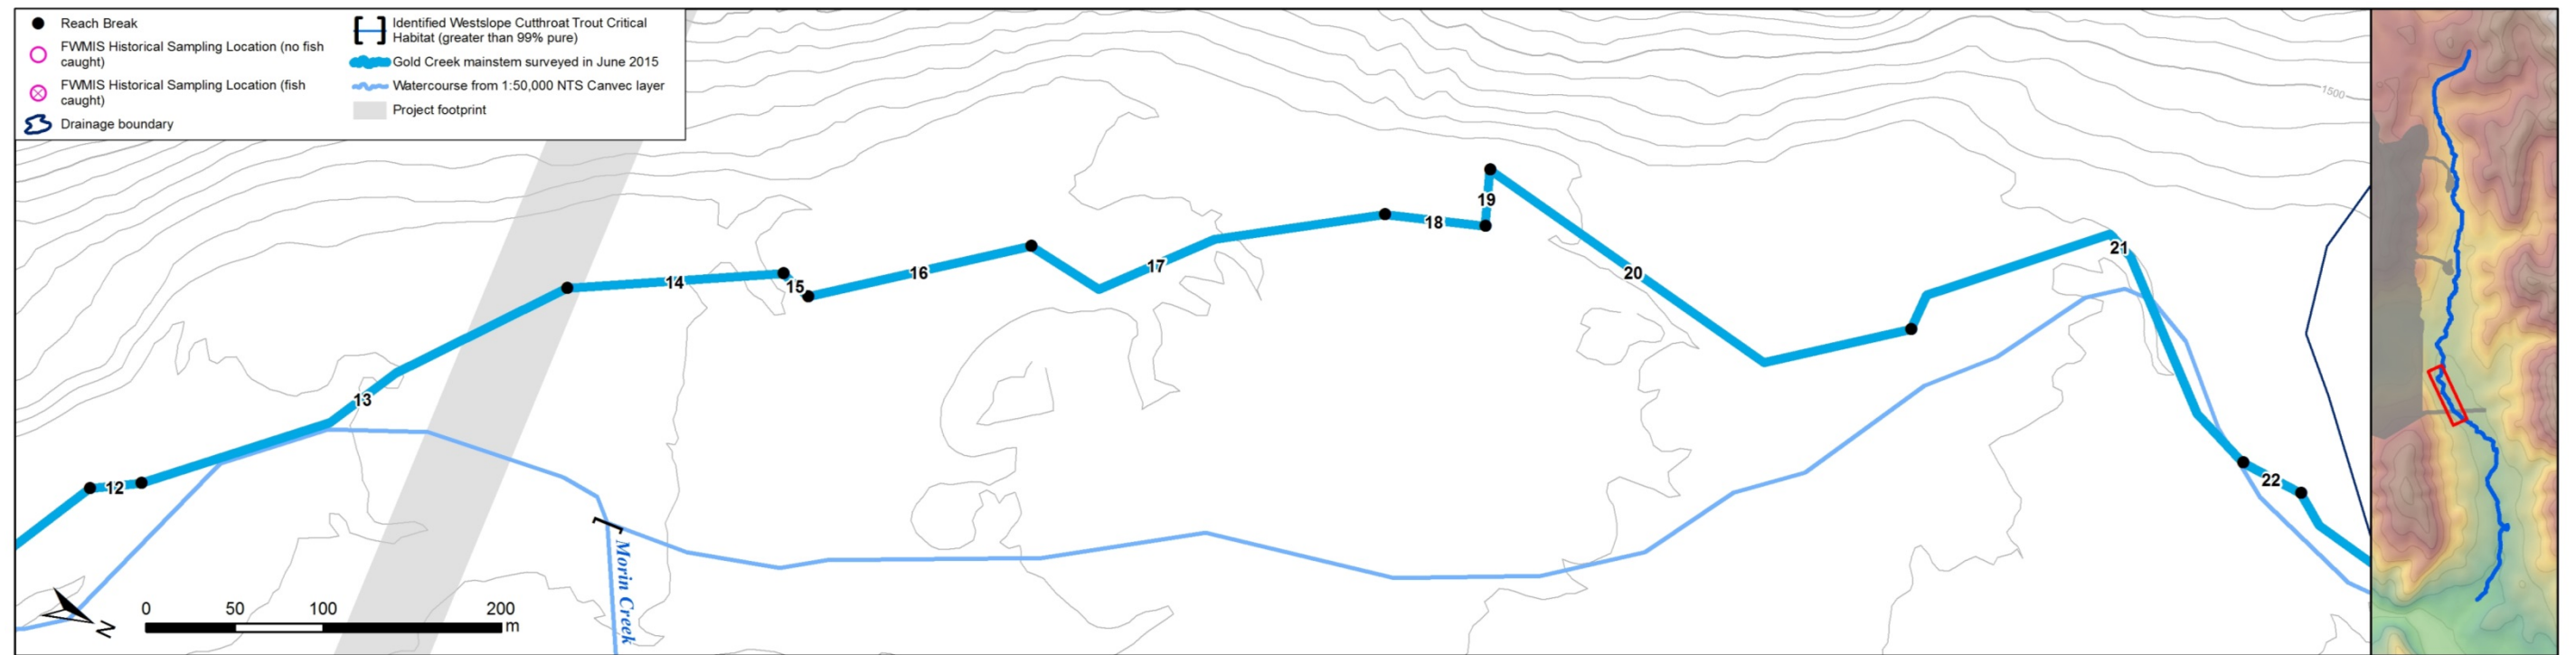 Reach Break
FWMIS Historical Sampling Location (no fish
caught)
FWMIS Historical Sampling Location (fish
caught)
Drainage boundary
Identified Westslope Cutthroat Trout Critical
Habitat (greater than 99% pure)
Gold Creek mainstem surveyed in June 2015
Watercourse from 1:50,000 NTS Canvec layer
Project footprint
1500
12
13
14
15
16
17
18
19
20
21
22
Morin Creek
N
0 50 100 200
m